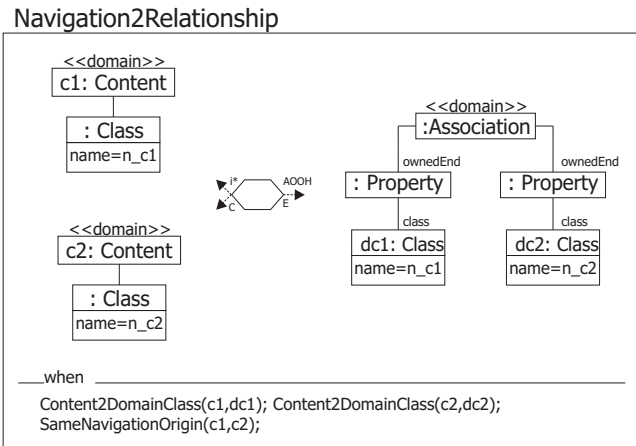 Navigation2Relationship
<<domain>>
c1: Content
: Class
name=n_c1
<<domain>>
c2: Content
: Class
name=n_c2
i*
C
AOOH
E
<<domain>>
:Association
ownedEnd
ownedEnd
: Property
: Property
class
class
dc1: Class
name=n_c1
dc2: Class
name=n_c2
when
Content2DomainClass(c1,dc1); Content2DomainClass(c2,dc2);
SameNavigationOrigin(c1,c2);